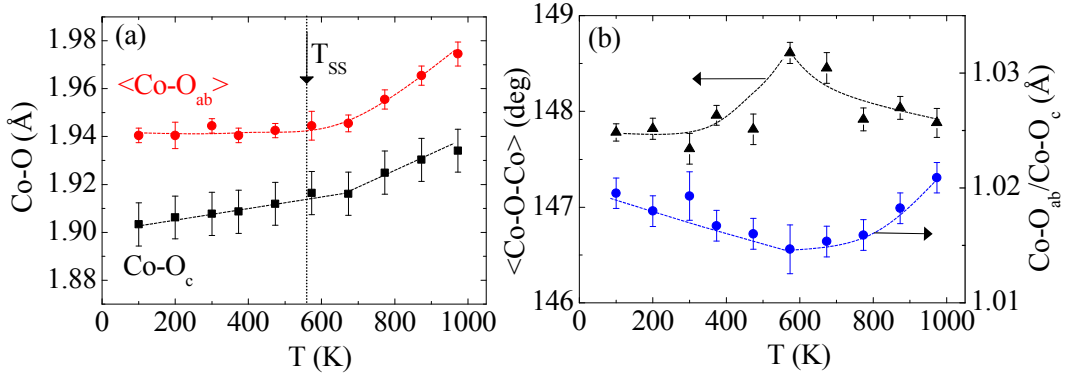 (a)
T_SS
<Co-O_ab>
Co-O_c
Co-O (Å)
1.98
1.96
1.94
1.92
1.90
1.88
0 200 400 600 800 1000
T (K)
(b)
<Co-O-Co> (deg)
149
148
147
146
0 200 400 600 800 1000
T (K)
1.03
1.02
1.01
Co-O_ab/Co-O_c (Å)